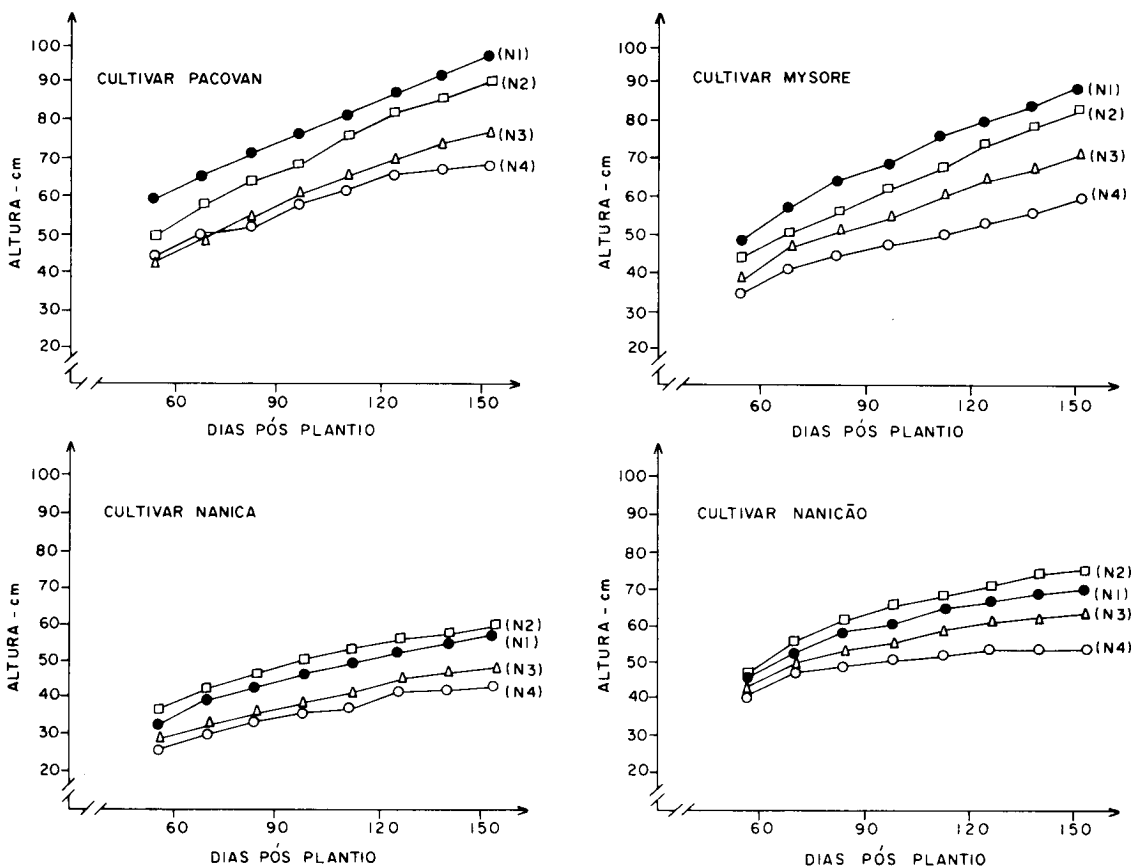 CULTIVAR PACOVAN
ALTURA - cm
100
90
80
70
60
50
40
30
20
(N1)
(N2)
(N3)
(N4)
60
90
120
150
DIAS PÓS PLANTIO
CULTIVAR MYSORE
ALTURA - cm
100
90
80
70
60
50
40
30
20
(N1)
(N2)
(N3)
(N4)
60
90
120
150
DIAS PÓS PLANTIO
CULTIVAR NANICA
ALTURA - cm
100
90
80
70
60
50
40
30
20
(N2)
(N1)
(N3)
(N4)
60
90
120
150
DIAS PÓS PLANTIO
CULTIVAR NANICÃO
ALTURA - cm
100
90
80
70
60
50
40
30
20
(N2)
(N1)
(N3)
(N4)
60
90
120
150
DIAS PÓS PLANTIO